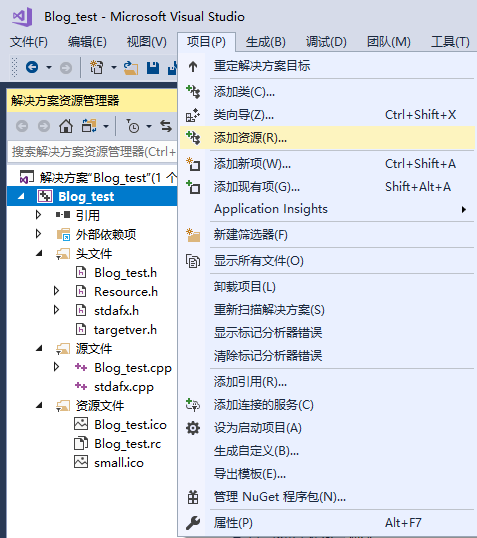 Blog_test - Microsoft Visual Studio
文件(F) 编辑(E) 视图(V) 项目(P) 生成(B) 调试(D) 团队(M) 工具(T)
解决方案资源管理器
搜索解决方案资源管理器(Ctrl+
解决方案"Blog_test"(1 个
Blog_test
引用
外部依赖项
头文件
Blog_test.h
Resource.h
stdafx.h
targetver.h
源文件
Blog_test.cpp
stdafx.cpp
资源文件
Blog_test.ico
Blog_test.rc
small.ico
重定解决方案目标
添加类(C)...
类向导(Z)... Ctrl+Shift+X
添加资源(R)...
添加新项(W)... Ctrl+Shift+A
添加现有项(G)... Shift+Alt+A
Application Insights
新建筛选器(F)
显示所有文件(O)
卸载项目(L)
重新扫描解决方案(S)
显示标记分析器错误
清除标记分析器错误
添加引用(R)...
添加连接的服务(C)
设为启动项目(A)
生成自定义(B)...
导出模板(E)...
管理 NuGet 程序包(N)...
属性(P) Alt+F7